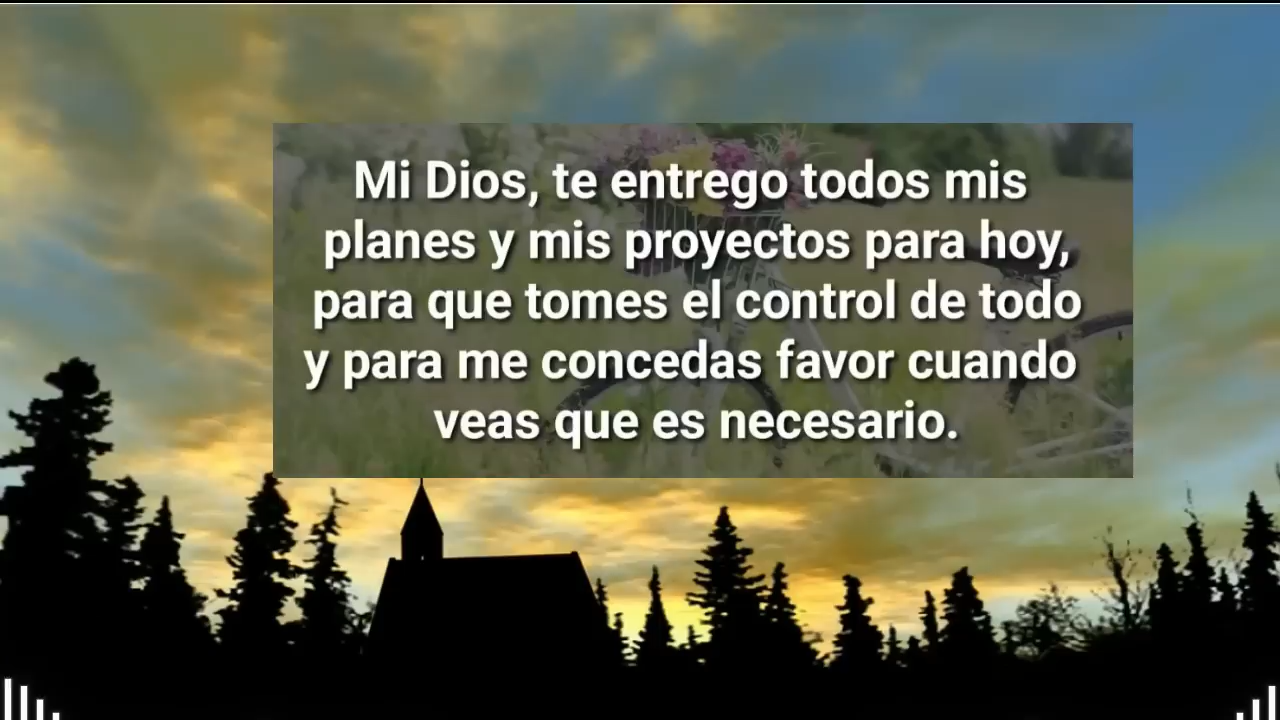 Mi Dios, te entrego todos mis
planes y mis proyectos para hoy,
para que tomes el control de todo
y para me concedas favor cuando
veas que es necesario.